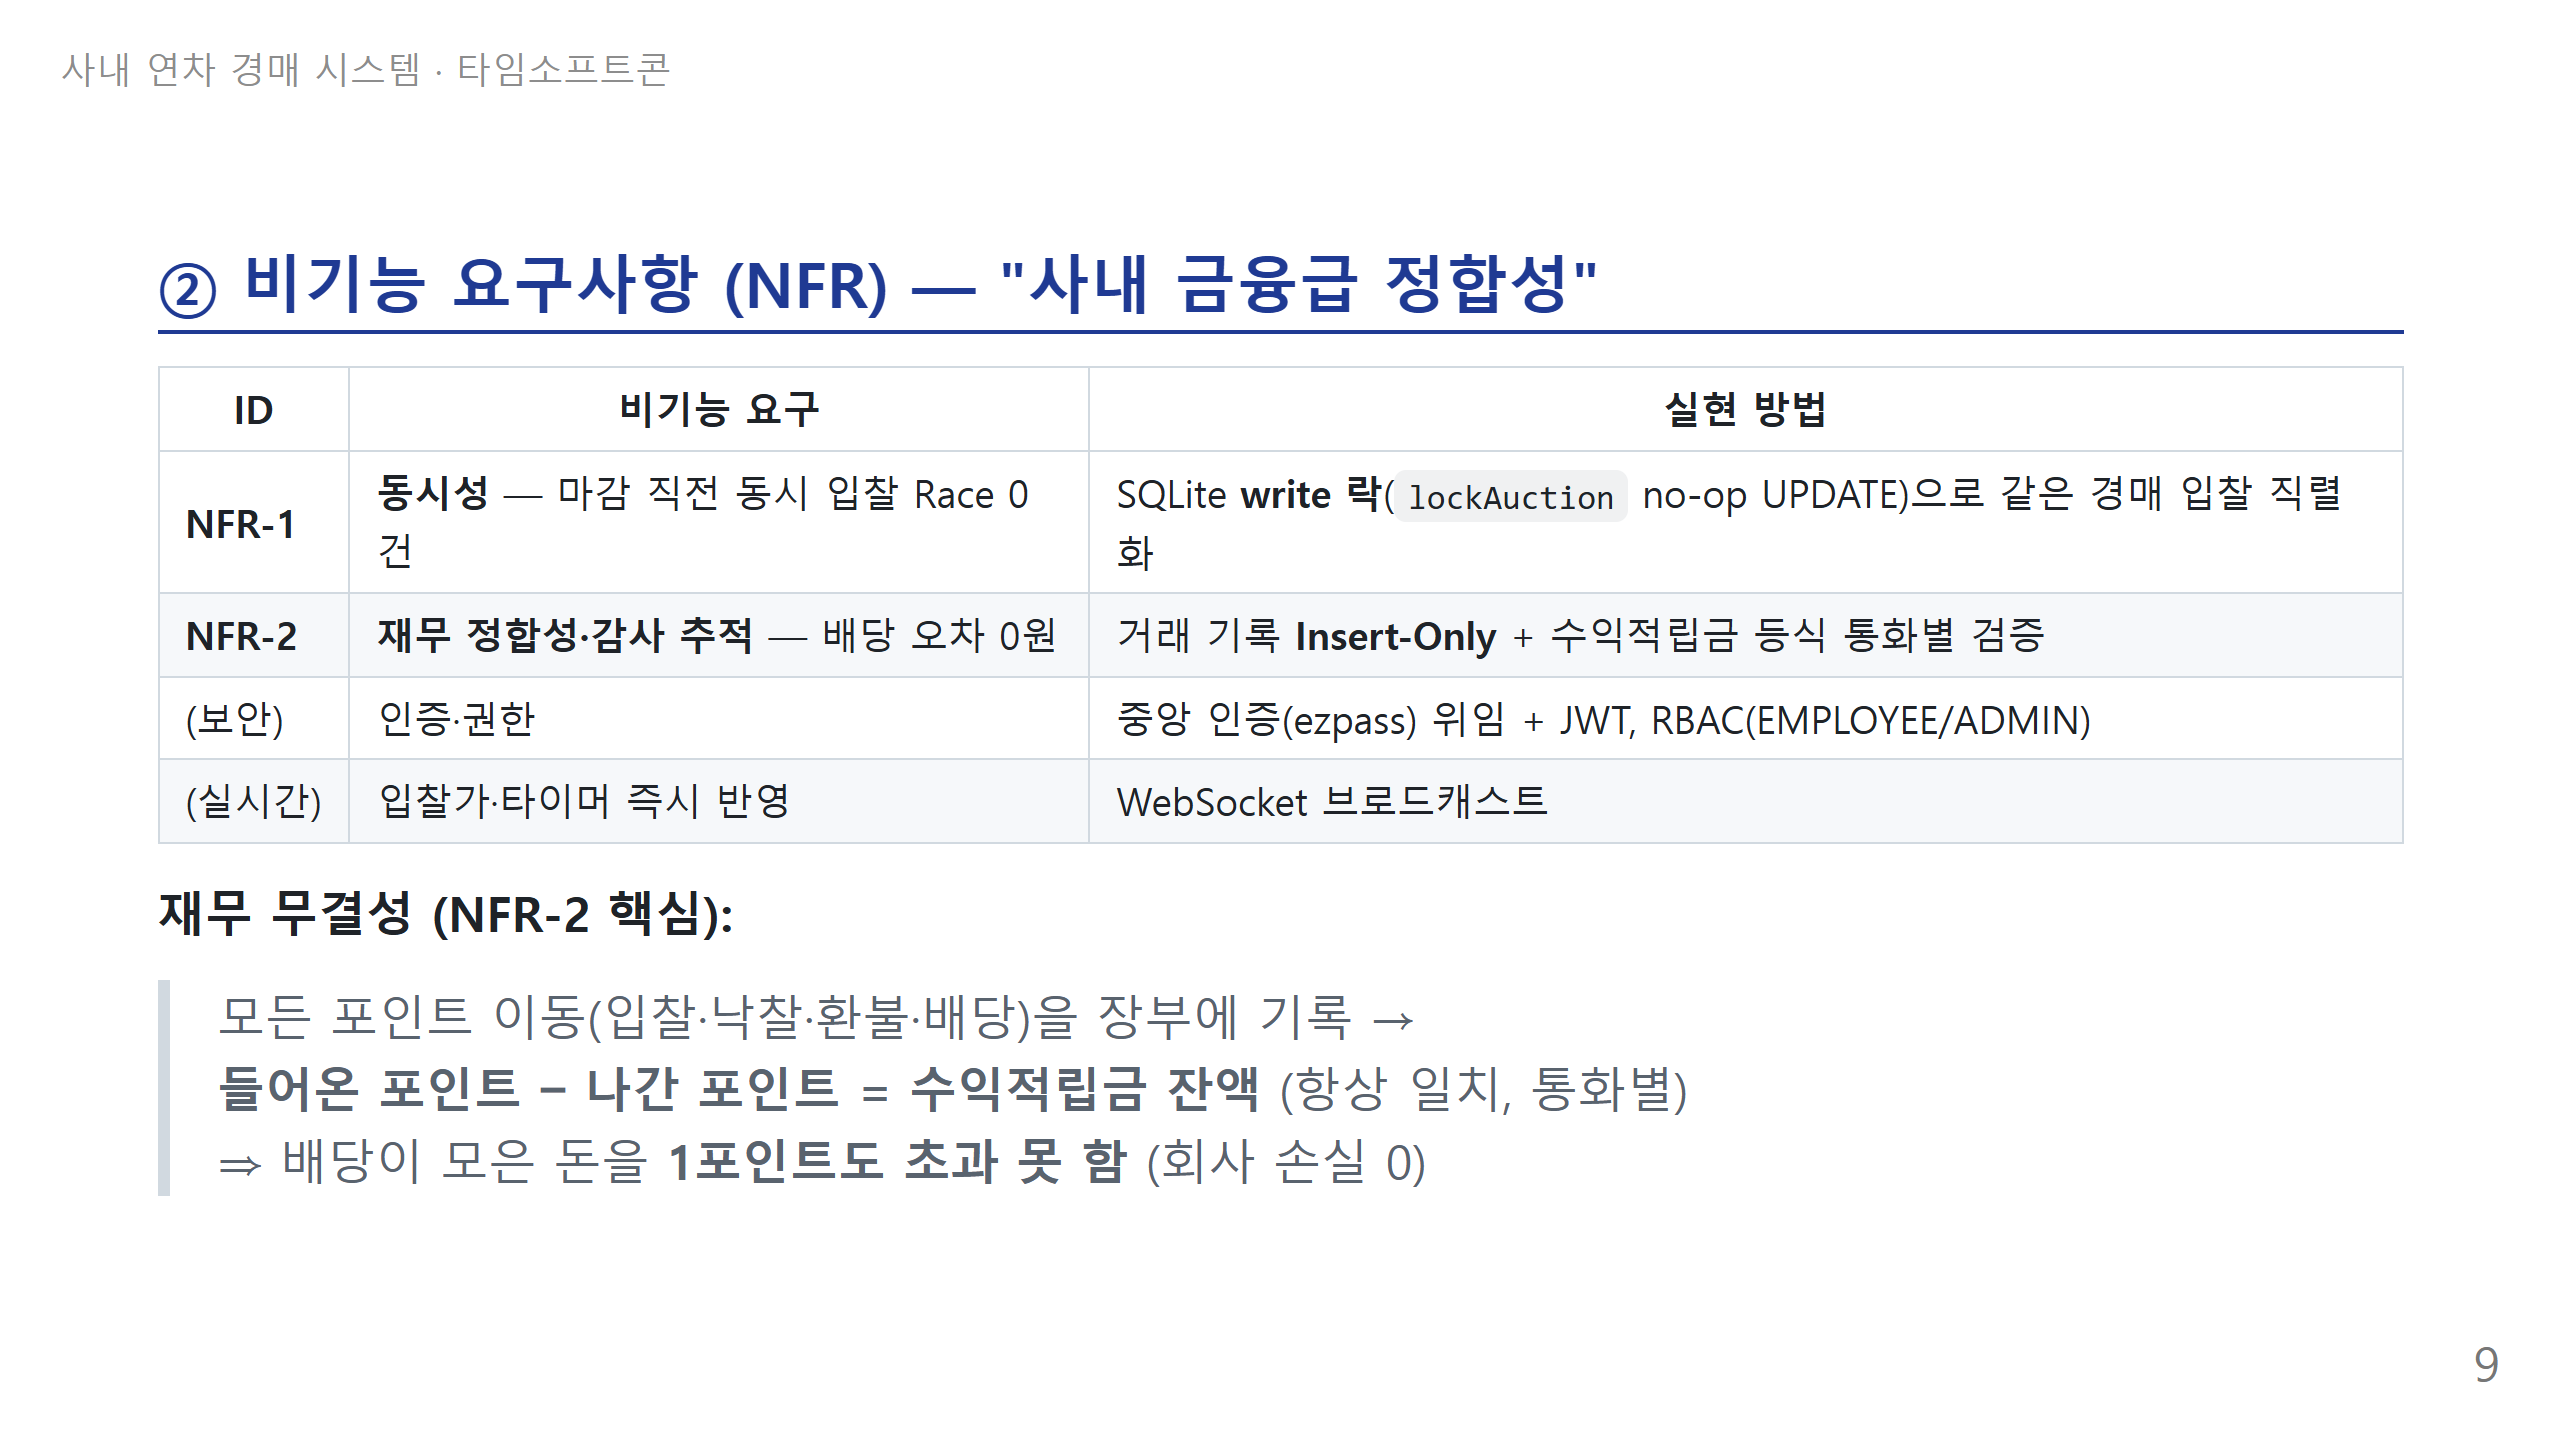 사내 연차 경매 시스템 · 타임소프트콘
② 비기능 요구사항 (NFR) — "사내 금융급 정합성"
ID 비기능 요구 실현 방법
NFR-1 동시성 — 마감 직전 동시 입찰 Race 0
건
SQLite write 락( lockAuction no-op UPDATE)으로 같은 경매 입찰 직렬
화
NFR-2 재무 정합성·감사 추적 — 배당 오차 0원 거래 기록 Insert-Only + 수익적립금 등식 통화별 검증
(보안) 인증·권한 중앙 인증(ezpass) 위임 + JWT, RBAC(EMPLOYEE/ADMIN)
(실시간) 입찰가·타이머 즉시 반영 WebSocket 브로드캐스트
재무 무결성 (NFR-2 핵심):
모든 포인트 이동(입찰·낙찰·환불·배당)을 장부에 기록 →
들어온 포인트 − 나간 포인트 = 수익적립금 잔액 (항상 일치, 통화별)
⇒ 배당이 모은 돈을 1포인트도 초과 못 함 (회사 손실 0)
9